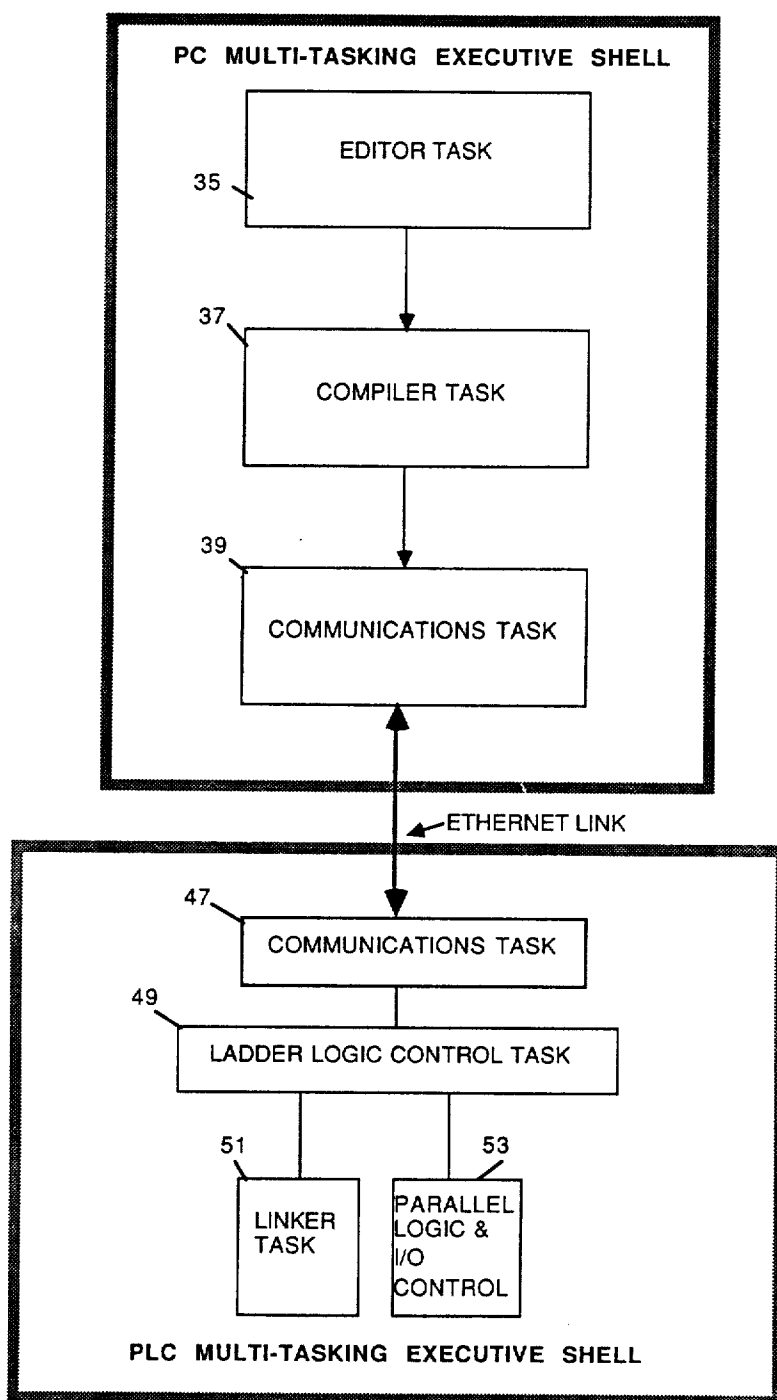 PC MULTI-TASKING EXECUTIVE SHELL
EDITOR TASK
35
37
COMPILER TASK
39
COMMUNICATIONS TASK
ETHERNET LINK
47
COMMUNICATIONS TASK
49
LADDER LOGIC CONTROL TASK
51
53
LINKER
TASK
PARALLEL
LOGIC &
I/O
CONTROL
PLC MULTI-TASKING EXECUTIVE SHELL